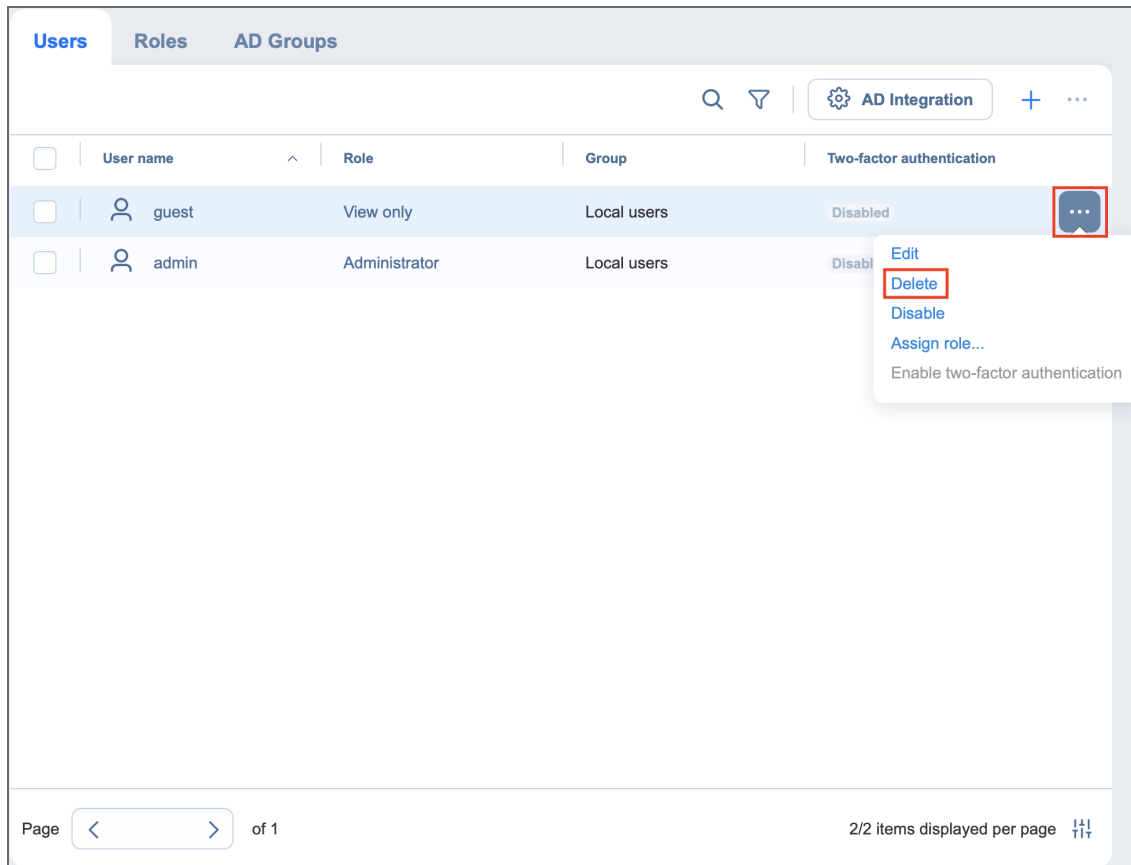 Users Roles AD Groups
AD Integration
User name Role Group Two-factor authentication
guest View only Local users Disabled
admin Administrator Local users Disabl
Edit
Delete
Disable
Assign role...
Enable two-factor authentication
Page of 1 2/2 items displayed per page